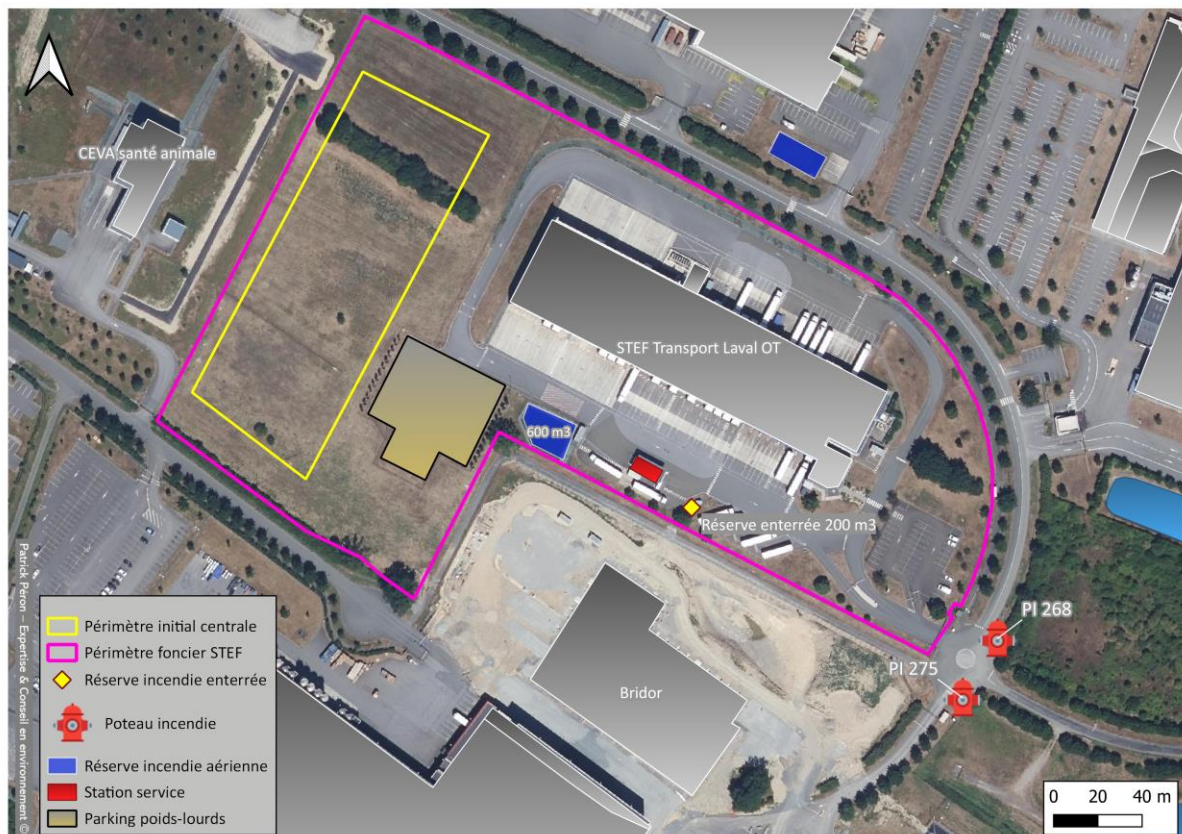 CEVA santé animale
STEF Transport Laval OT
600 m3
Réserve enterrée 200 m3
PI 268
PI 275
Bridor
Périmètre initial centrale
Périmètre foncier STEF
Réserve incendie enterrée
Poteau incendie
Réserve incendie aérienne
Station service
Parking poids-lourds
Patrick Péron – Expertise & Conseil en environnement ©
0 20 40 m